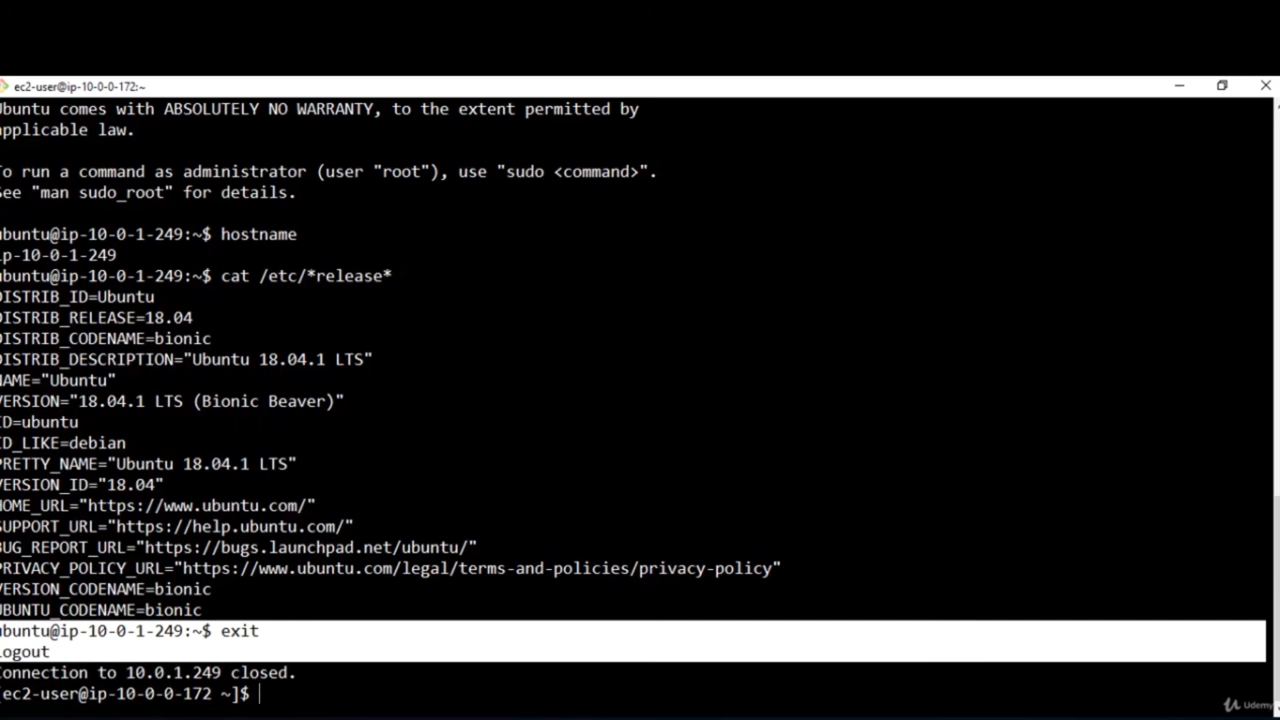 ec2-user@ip-10-0-0-172:~
Ubuntu comes with ABSOLUTELY NO WARRANTY, to the extent permitted by
applicable law.
To run a command as administrator (user "root"), use "sudo <command>".
See "man sudo_root" for details.
ubuntu@ip-10-0-1-249:~$ hostname
ip-10-0-1-249
ubuntu@ip-10-0-1-249:~$ cat /etc/*release*
DISTRIB_ID=Ubuntu
DISTRIB_RELEASE=18.04
DISTRIB_CODENAME=bionic
DISTRIB_DESCRIPTION="Ubuntu 18.04.1 LTS"
NAME="Ubuntu"
VERSION="18.04.1 LTS (Bionic Beaver)"
ID=ubuntu
ID_LIKE=debian
PRETTY_NAME="Ubuntu 18.04.1 LTS"
VERSION_ID="18.04"
HOME_URL="https://www.ubuntu.com/"
SUPPORT_URL="https://help.ubuntu.com/"
BUG_REPORT_URL="https://bugs.launchpad.net/ubuntu/"
PRIVACY_POLICY_URL="https://www.ubuntu.com/legal/terms-and-policies/privacy-policy"
VERSION_CODENAME=bionic
UBUNTU_CODENAME=bionic
ubuntu@ip-10-0-1-249:~$ exit
logout
Connection to 10.0.1.249 closed.
[ec2-user@ip-10-0-0-172 ~]$
Udemy